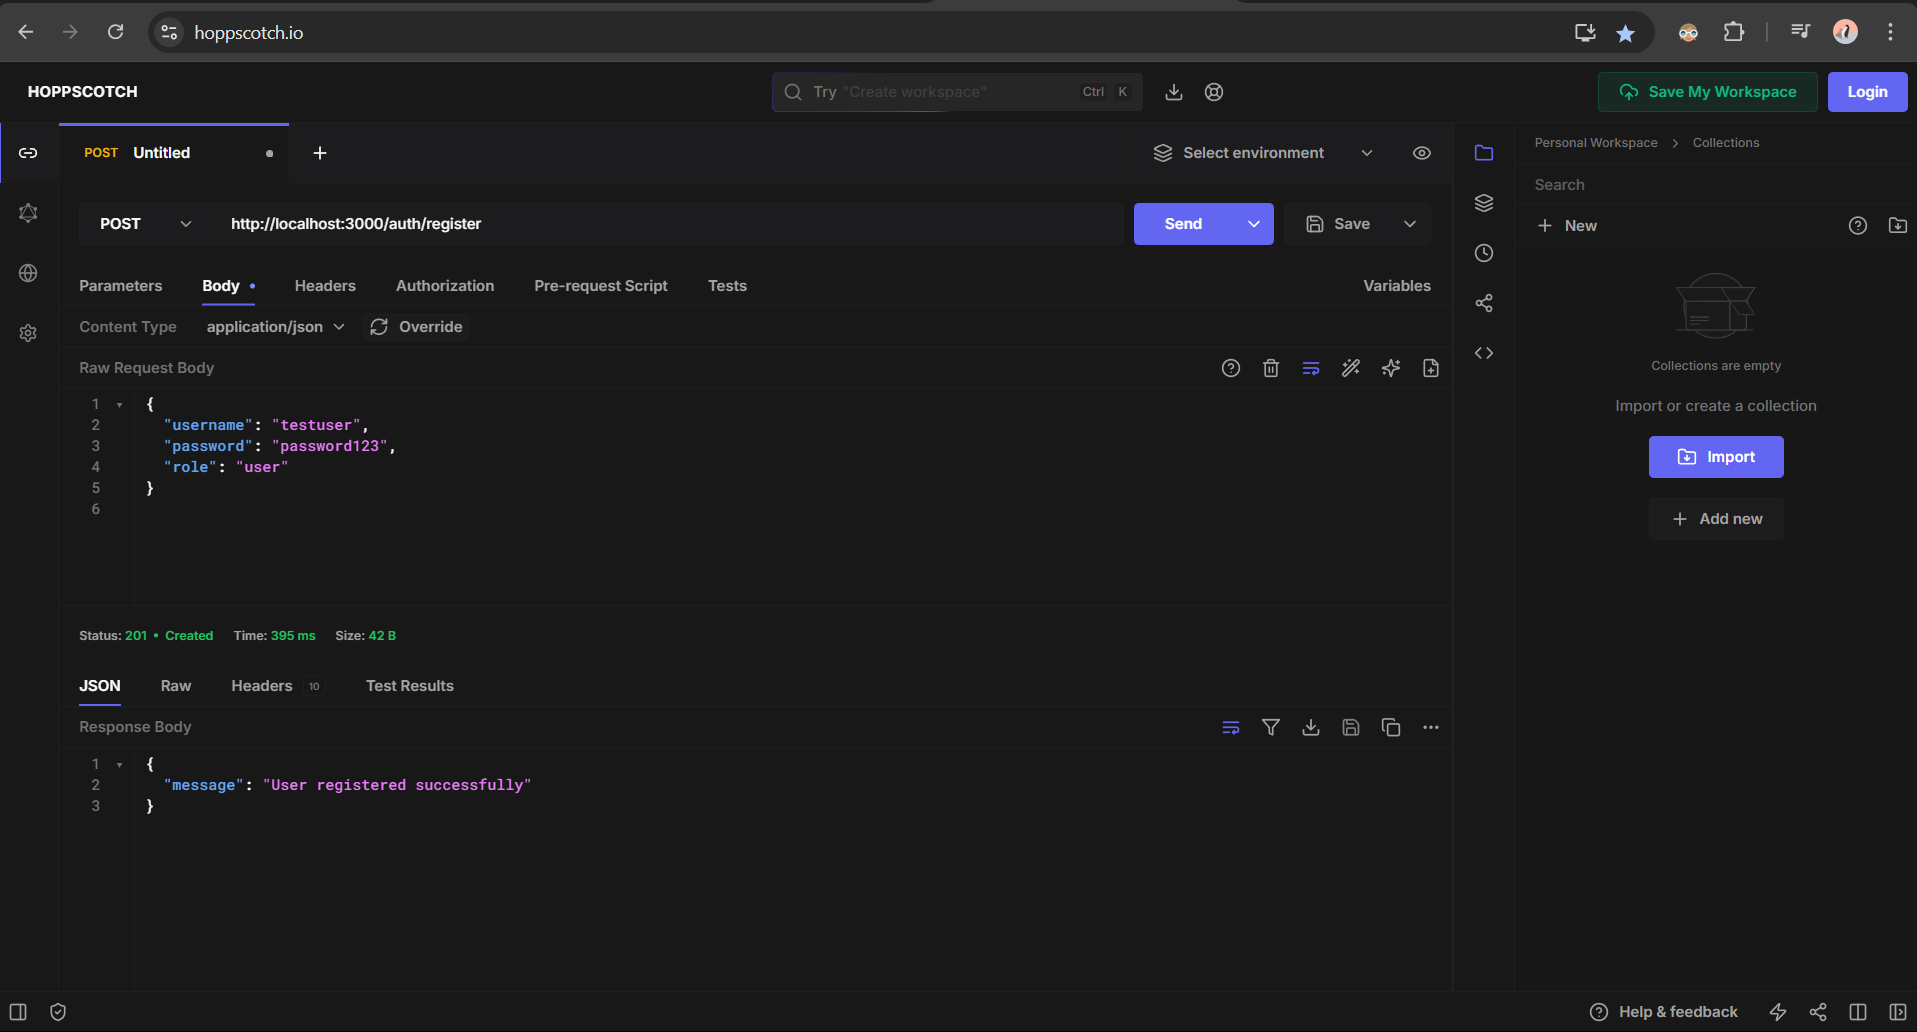 hoppscotch.io
HOPPSCOTCH
Try "Create workspace"
Ctrl K
Save My Workspace
Login
POST Untitled
Select environment
Personal Workspace > Collections
Search
POST
http://localhost:3000/auth/register
Send
Save
New
Parameters
Body
Headers
Authorization
Pre-request Script
Tests
Variables
Content Type application/json Override
Raw Request Body
1 {
2 "username": "testuser",
3 "password": "password123",
4 "role": "user"
5 }
6
Collections are empty
Import or create a collection
Import
Add new
Status: 201 • Created Time: 395 ms Size: 42 B
JSON
Raw
Headers 10
Test Results
Response Body
1 {
2 "message": "User registered successfully"
3 }
Help & feedback